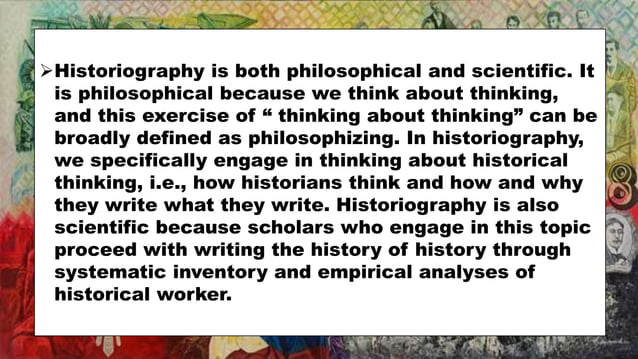 ➢Historiography is both philosophical and scientific. It
is philosophical because we think about thinking,
and this exercise of “ thinking about thinking” can be
broadly defined as philosophizing. In historiography,
we specifically engage in thinking about historical
thinking, i.e., how historians think and how and why
they write what they write. Historiography is also
scientific because scholars who engage in this topic
proceed with writing the history of history through
systematic inventory and empirical analyses of
historical worker.